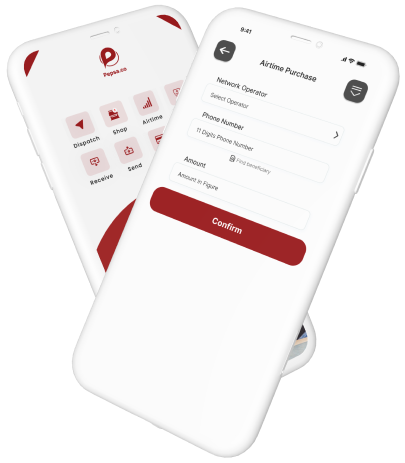 Pepsa.co
Dispatch
Shop
Airtime
Receive
Send
9:41
Airtime Purchase
Network Operator
Select Operator
Phone Number
11 Digits Phone Number
Find beneficiary
Amount
Amount in Figure
Confirm